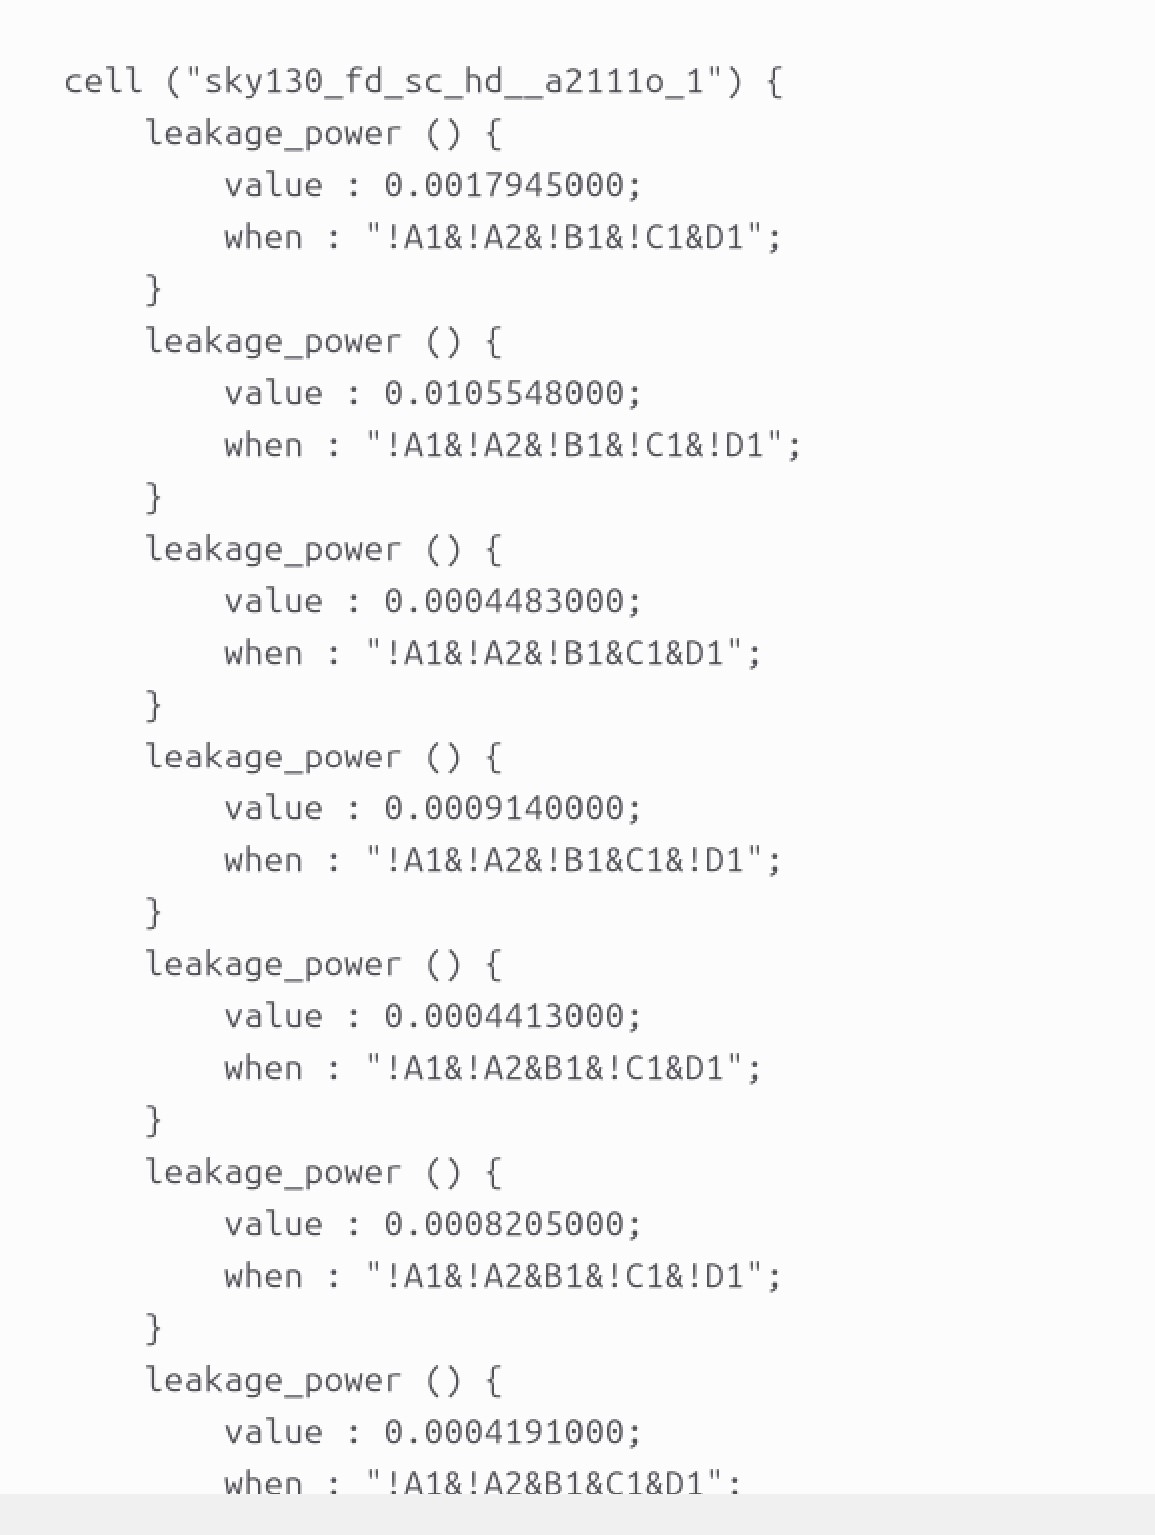 cell ("sky130_fd_sc_hd__a2111o_1") {
    leakage_power () {
        value : 0.0017945000;
        when : "!A1&!A2&!B1&!C1&D1";
    }
    leakage_power () {
        value : 0.0105548000;
        when : "!A1&!A2&!B1&!C1&!D1";
    }
    leakage_power () {
        value : 0.0004483000;
        when : "!A1&!A2&!B1&C1&D1";
    }
    leakage_power () {
        value : 0.0009140000;
        when : "!A1&!A2&!B1&C1&!D1";
    }
    leakage_power () {
        value : 0.0004413000;
        when : "!A1&!A2&B1&!C1&D1";
    }
    leakage_power () {
        value : 0.0008205000;
        when : "!A1&!A2&B1&!C1&!D1";
    }
    leakage_power () {
        value : 0.0004191000;
        when : "!A1&!A2&B1&C1&D1";